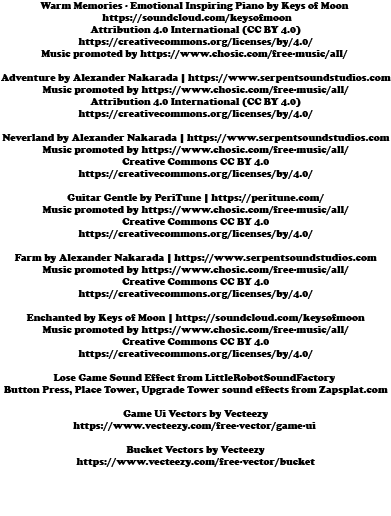 Warm Memories - Emotional Inspiring Piano by Keys of Moon
https://soundcloud.com/keysofmoon
Attribution 4.0 International (CC BY 4.0)
https://creativecommons.org/licenses/by/4.0/
Music promoted by https://www.chosic.com/free-music/all/
Adventure by Alexander Nakarada | https://www.serpentsoundstudios.com
Music promoted by https://www.chosic.com/free-music/all/
Attribution 4.0 International (CC BY 4.0)
https://creativecommons.org/licenses/by/4.0/
Neverland by Alexander Nakarada | https://www.serpentsoundstudios.com
Music promoted by https://www.chosic.com/free-music/all/
Creative Commons CC BY 4.0
https://creativecommons.org/licenses/by/4.0/
Guitar Gentle by PeriTune | https://peritune.com/
Music promoted by https://www.chosic.com/free-music/all/
Creative Commons CC BY 4.0
https://creativecommons.org/licenses/by/4.0/
Farm by Alexander Nakarada | https://www.serpentsoundstudios.com
Music promoted by https://www.chosic.com/free-music/all/
Creative Commons CC BY 4.0
https://creativecommons.org/licenses/by/4.0/
Enchanted by Keys of Moon | https://soundcloud.com/keysofmoon
Music promoted by https://www.chosic.com/free-music/all/
Creative Commons CC BY 4.0
https://creativecommons.org/licenses/by/4.0/
Lose Game Sound Effect from LittleRobotSoundFactory
Button Press, Place Tower, Upgrade Tower sound effects from Zapsplat.com
Game Ui Vectors by Vecteezy
https://www.vecteezy.com/free-vector/game-ui
Bucket Vectors by Vecteezy
https://www.vecteezy.com/free-vector/bucket